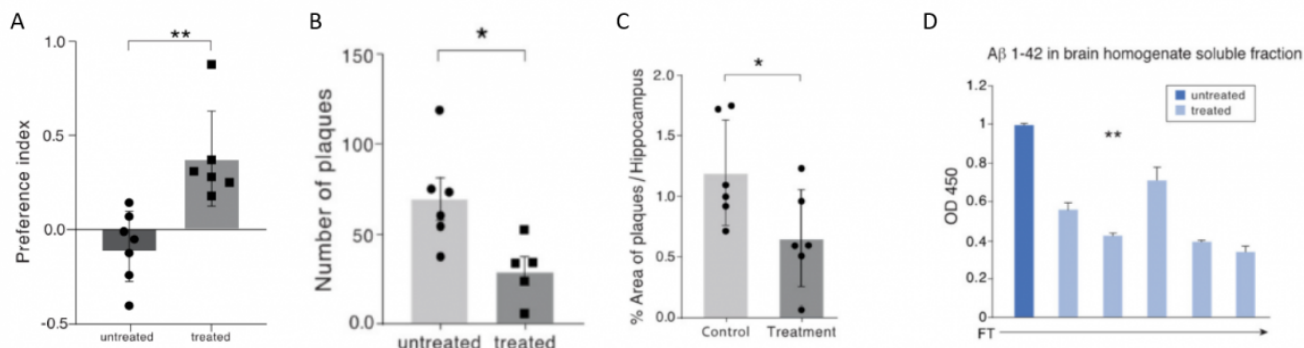 A
Preference index
1.0
0.5
0.0
-0.5
**
untreated
treated
B
Number of plaques
150
100
50
0.0
*
untreated
treated
C
% Area of plaques / Hippocampus
2.0
1.5
1.0
0.5
0.0
*
Control
Treatment
D
Aβ 1-42 in brain homogenate soluble fraction
OD 450
1.2
1
0.8
0.6
0.4
0.2
0
untreated
treated
**
FT